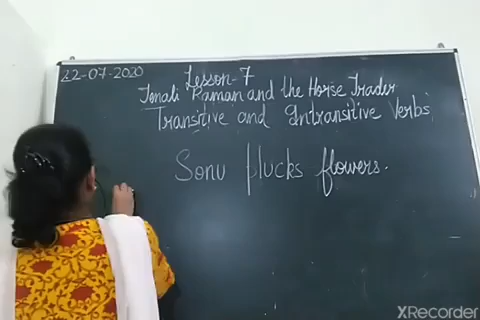 22-07-2020
Lesson-7
Tenali Raman and the Horse Trader
Transitive and Intransitive Verbs
Sonu plucks flowers.
XRecorder